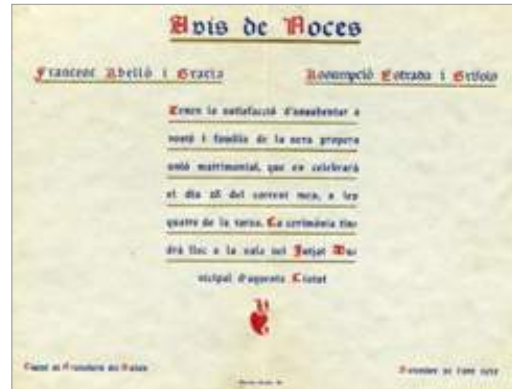 Avis de Noces
Francesc Abelló i Gracia Assumpció Estrada i Grifols
Tenen la satisfacció d'assabentar a
vostè i família de la seva propera
unió matrimonial, que es celebrarà
el dia 28 del corrent mes, a les
quatre de la tarda. La cerimònia tin-
drà lloc a la sala del Jutjat Mu-
nicipal d'aquesta Ciutat